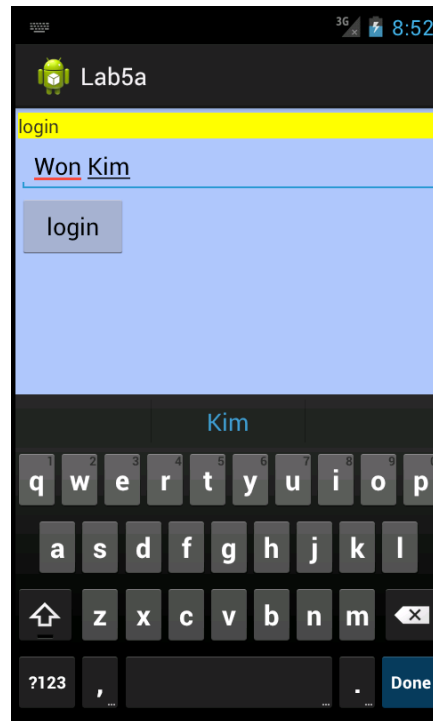 3G 8:52
Lab5a
login
Won Kim
login
Kim
1 2 3 4 5 6 7 8 9
q w e r t y u i o p
a s d f g h j k l
z x c v b n m
?123 , ... ... . ... Done